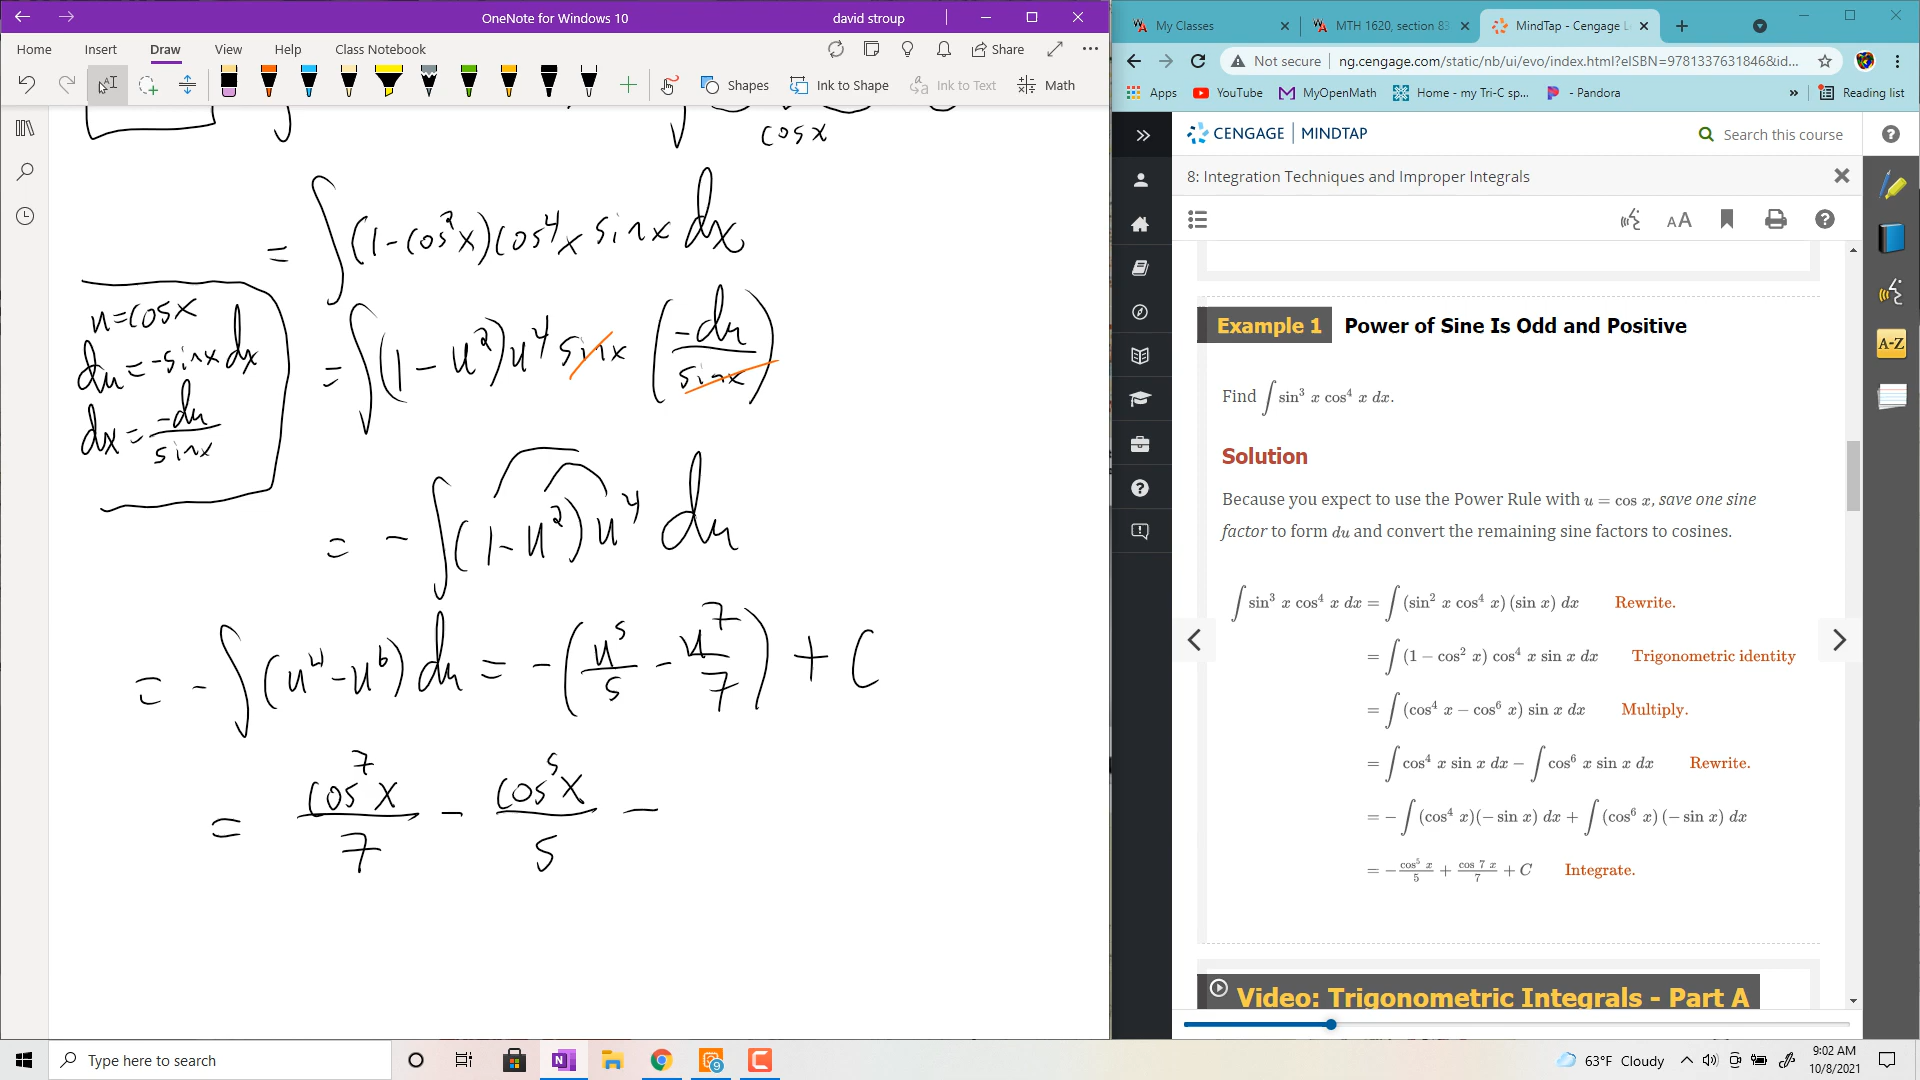 OneNote for Windows 10
david stroup
Home Insert Draw View Help Class Notebook
Share
Shapes Ink to Shape Ink to Text Math
cos x
= ∫(1-cos²x)cos⁴x sinx dx
u=cosx
du=-sinxdx
dx=-du/sinx
=∫(1-u²)u⁴ sinx (-du/sinx)
= -∫(1-u²)u⁴ du
= -∫(u⁴-u⁶)du = -(u⁵/5 - u⁷/7) + C
= cos⁷x/7 - cos⁵x/5 -
My Classes
MTH 1620, section 83
MindTap - Cengage L
Not secure
ng.cengage.com/static/nb/ui/evo/index.html?eISBN=9781337631846&id...
Apps YouTube MyOpenMath Home - my Tri-C sp... - Pandora » Reading list
CENGAGE | MINDTAP
Search this course
8: Integration Techniques and Improper Integrals
AA
A-Z
Example 1 Power of Sine Is Odd and Positive
Find ∫ sin³ x cos⁴ x dx.
Solution
Because you expect to use the Power Rule with u = cos x, save one sine
factor to form du and convert the remaining sine factors to cosines.
∫ sin³ x cos⁴ x dx = ∫ (sin² x cos⁴ x) (sin x) dx Rewrite.
= ∫ (1 − cos² x) cos⁴ x sin x dx Trigonometric identity
= ∫ (cos⁴ x − cos⁶ x) sin x dx Multiply.
= ∫ cos⁴ x sin x dx − ∫ cos⁶ x sin x dx Rewrite.
= − ∫ (cos⁴ x)(− sin x) dx + ∫ (cos⁶ x) (− sin x) dx
= − cos⁵ x/5 + cos 7 x/7 + C Integrate.
Video: Trigonometric Integrals - Part A
Type here to search
9
63°F Cloudy
9:02 AM
10/8/2021